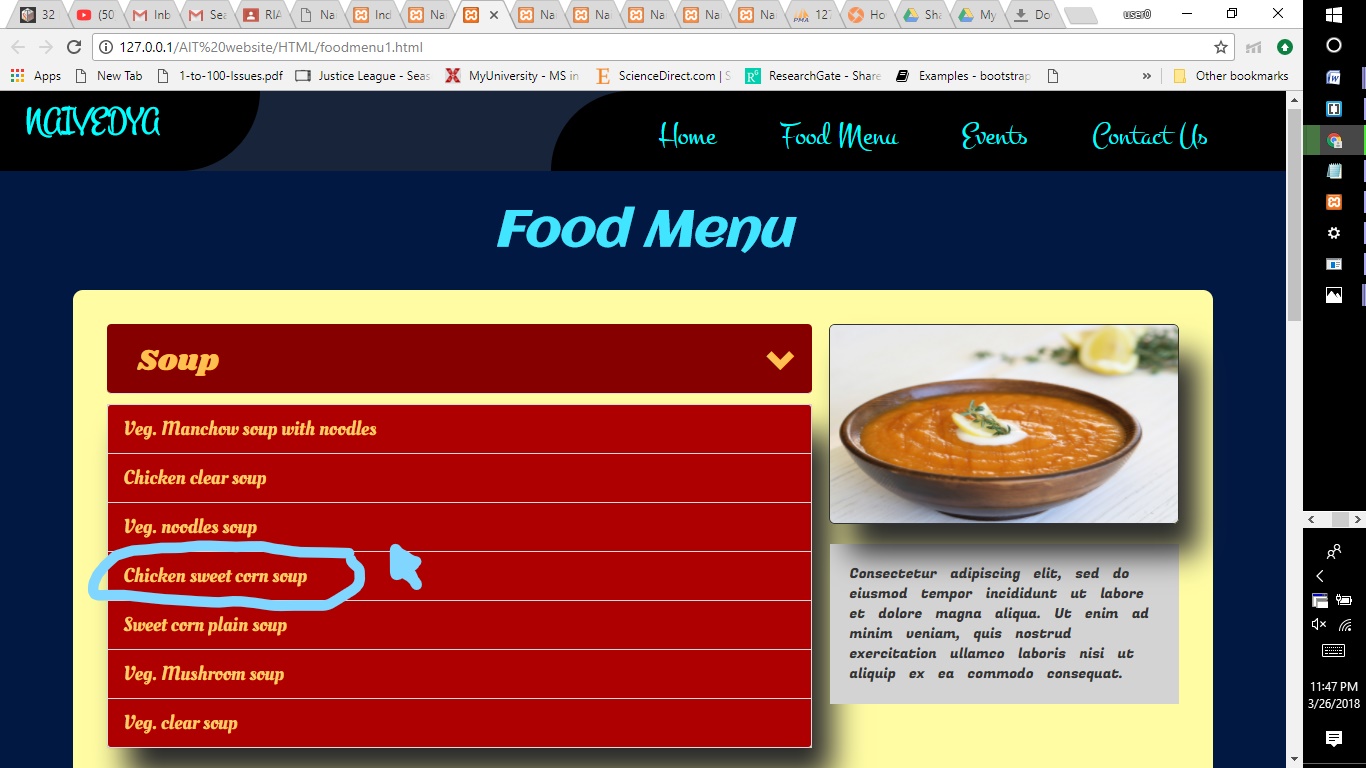 32
(50
Inb
Sea
RIA
Na
Ind
Na
Na
Na
Na
Na
Na
Na
127
Ho
Sha
My
Do
user0
127.0.0.1/AIT%20website/HTML/foodmenu1.html
Apps
New Tab
1-to-100-Issues.pdf
Justice League - Seas
MyUniversity - MS in
ScienceDirect.com | S
ResearchGate - Share
Examples - bootstrap
»
Other bookmarks
NAIVEDYA
Home Food Menu Events Contact Us
Food Menu
Soup
Veg. Manchow soup with noodles
Chicken clear soup
Veg. noodles soup
Chicken sweet corn soup
Sweet corn plain soup
Veg. Mushroom soup
Veg. clear soup
Consectetur adipiscing elit, sed do
eiusmod tempor incididunt ut labore
et dolore magna aliqua. Ut enim ad
minim veniam, quis nostrud
exercitation ullamco laboris nisi ut
aliquip ex ea commodo consequat.
11:47 PM
3/26/2018